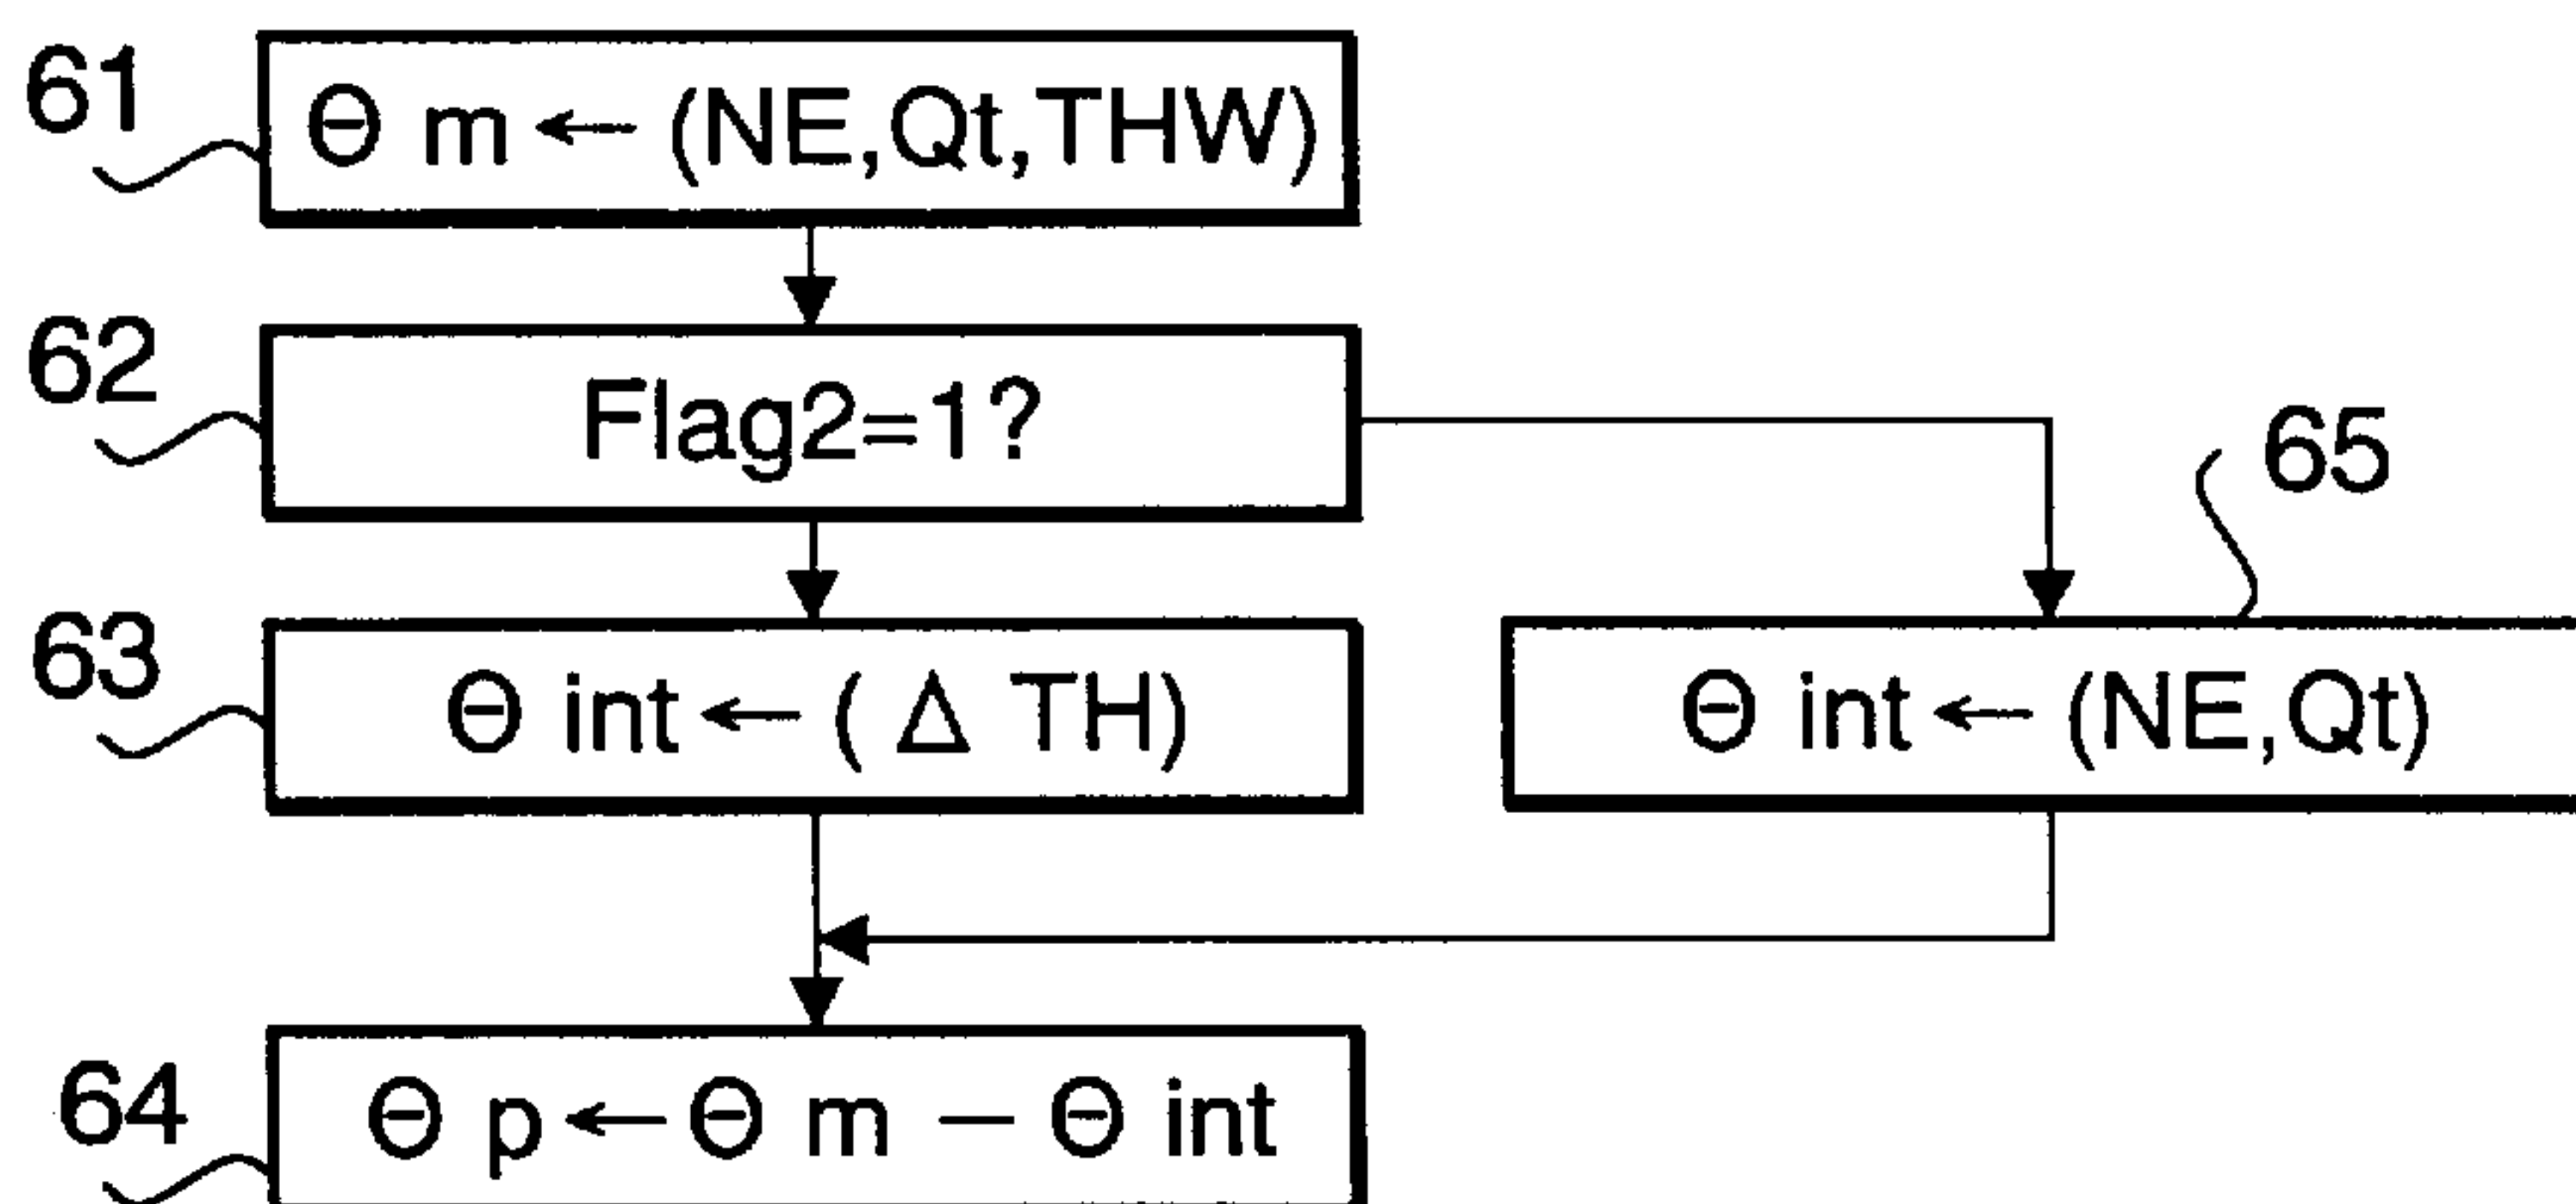 61
Θ m ← (NE,Qt,THW)
62
Flag2=1?
65
63
Θ int ← ( Δ TH)
Θ int ← (NE,Qt)
64
Θ p ← Θ m － Θ int